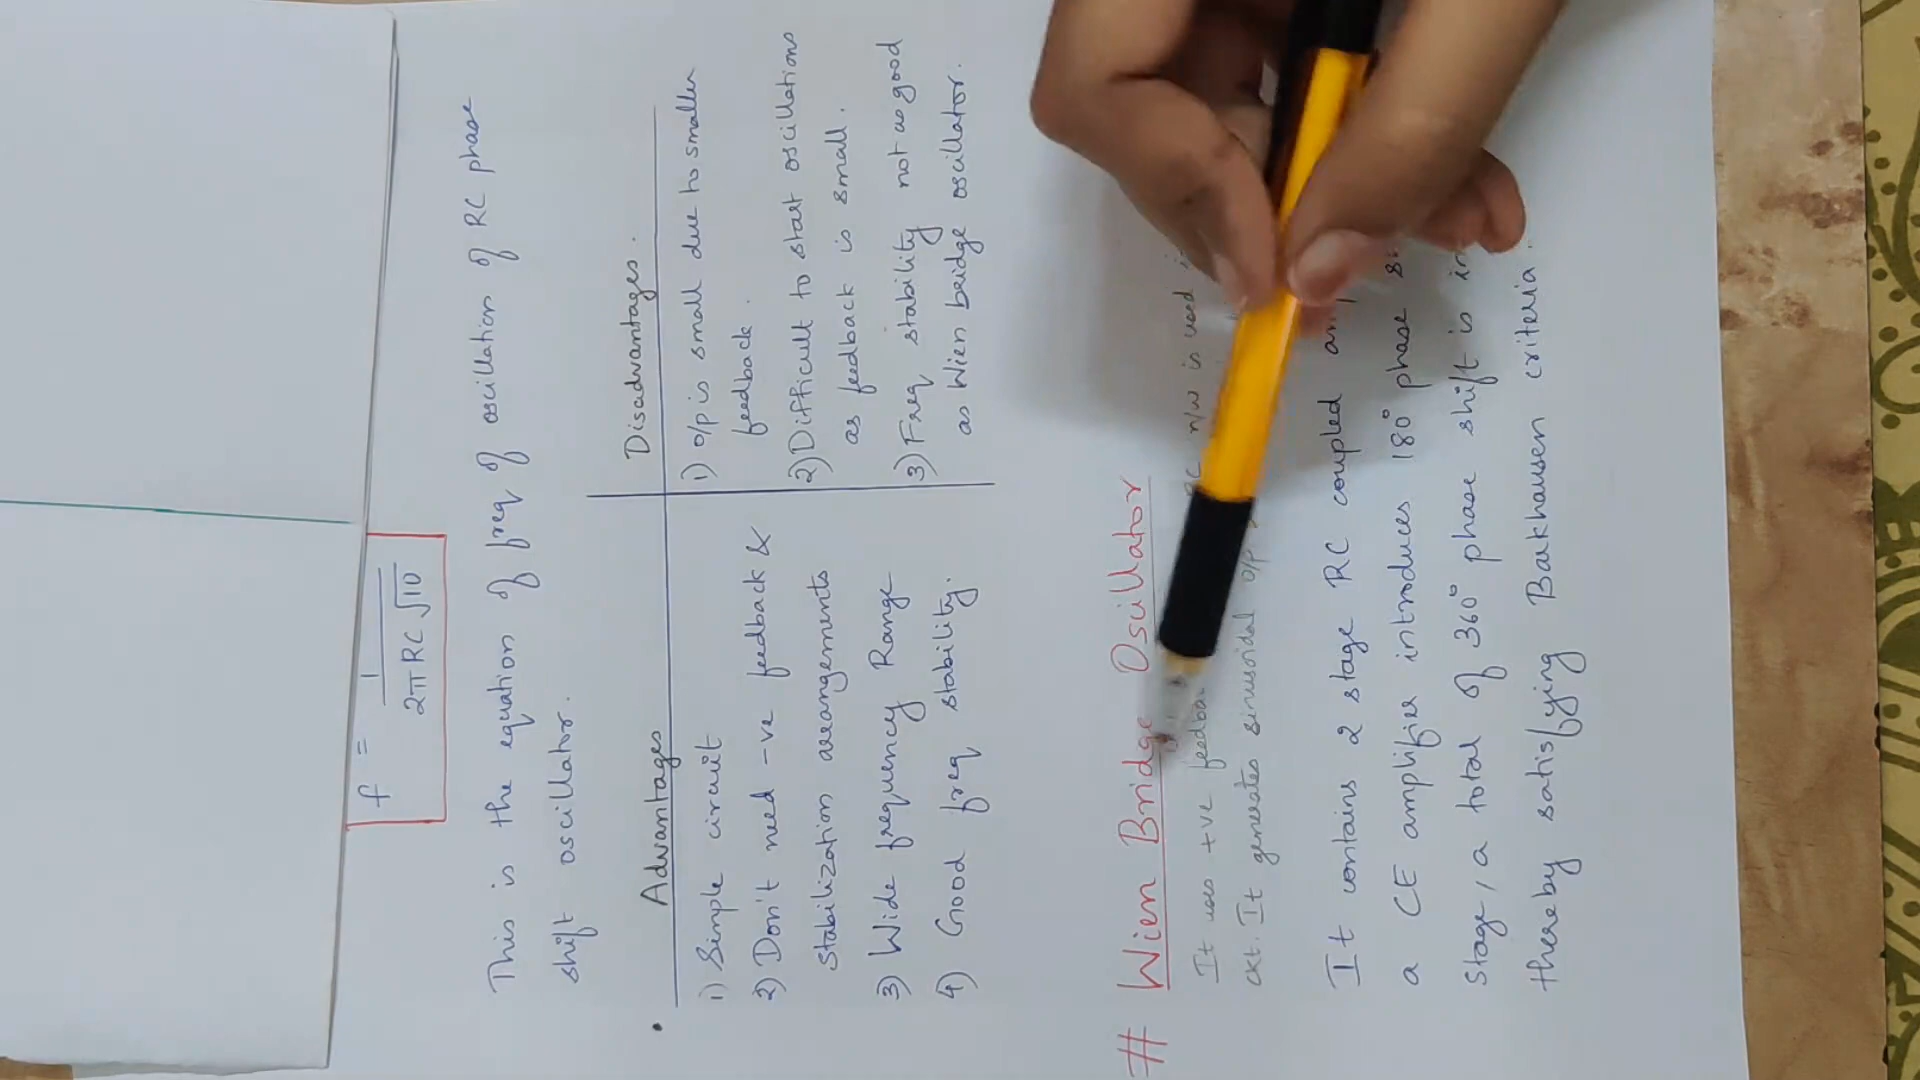 f = 1 / 2πRC√10
This is the equation of freq of oscillation of RC phase
shift oscillator.
Advantages
1) Simple circuit
2) Don't need -ve feedback &
stabilization arrangements
3) Wide frequency Range
4) Good freq stability.
Disadvantages.
1) o/p is small due to smaller
feedback.
2) Difficult to start oscillations
as feedback is small.
3) Freq stability not as good
as Wien bridge oscillator.
# Wien Bridge Oscillator
It uses +ve n/w is used
ckt. It generates sinusoidal o/p
It contains 2 stage RC coupled
a CE amplifier introduces 180° phase
stage, a total of 360° phase shift is
thereby satisfying Barkhausen criteria.